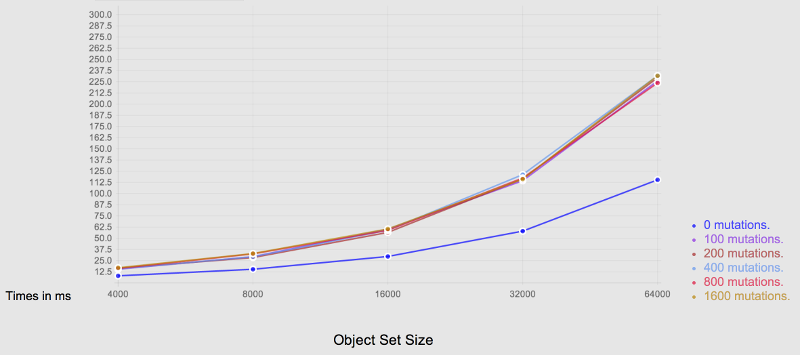 300.0
287.5
275.0
262.5
250.0
237.5
225.0
212.5
200.0
187.5
175.0
162.5
150.0
137.5
125.0
112.5
100.0
87.5
75.0
62.5
50.0
37.5
25.0
12.5
0 mutations.
100 mutations.
200 mutations.
400 mutations.
800 mutations.
1600 mutations.
Times in ms
4000 8000 16000 32000 64000
Object Set Size